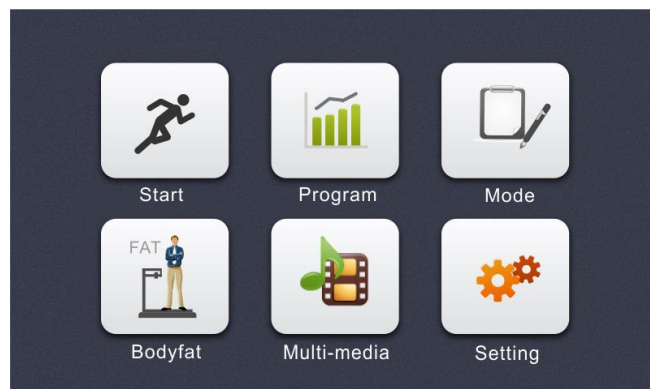 Start
Program
Mode
FAT
Bodyfat
Multi-media
Setting